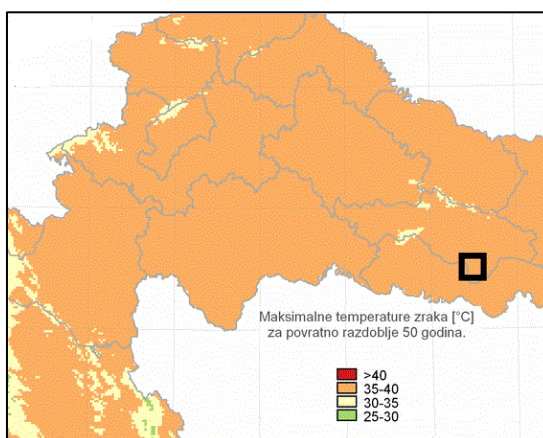 Maksimalne temperature zraka [°C]
za povratno razdoblje 50 godina.
>40
35-40
30-35
25-30